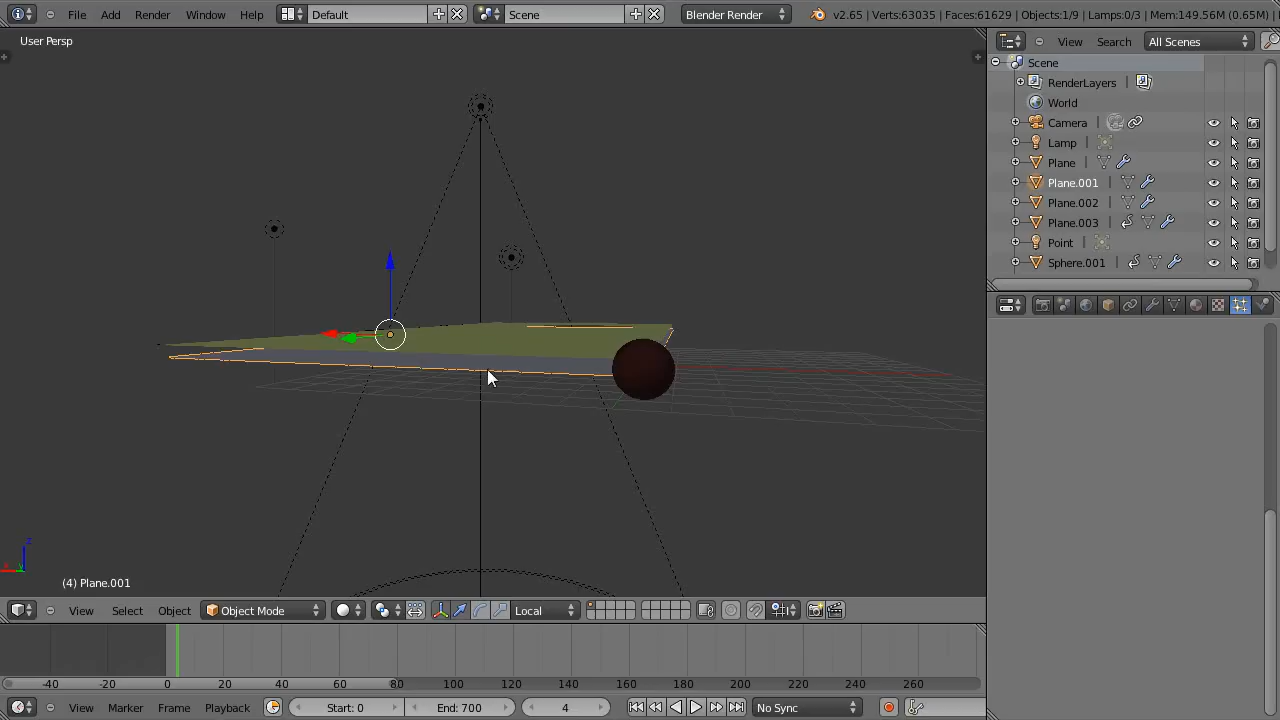 File Add Render Window Help Default Scene Blender Render v2.65 | Verts:63035 | Faces:61629 | Objects:1/9 | Lamps:0/3 | Mem:149.56M (0.65M) |
User Persp
View Search All Scenes
Scene
RenderLayers
World
Camera
Lamp
Plane
Plane.001
Plane.002
Plane.003
Point
Sphere.001
z
x y
(4) Plane.001
View Select Object Object Mode Local
-40 -20 0 20 40 60 80 100 120 140 160 180 200 220 240 260
View Marker Frame Playback Start: 0 End: 700 4 No Sync